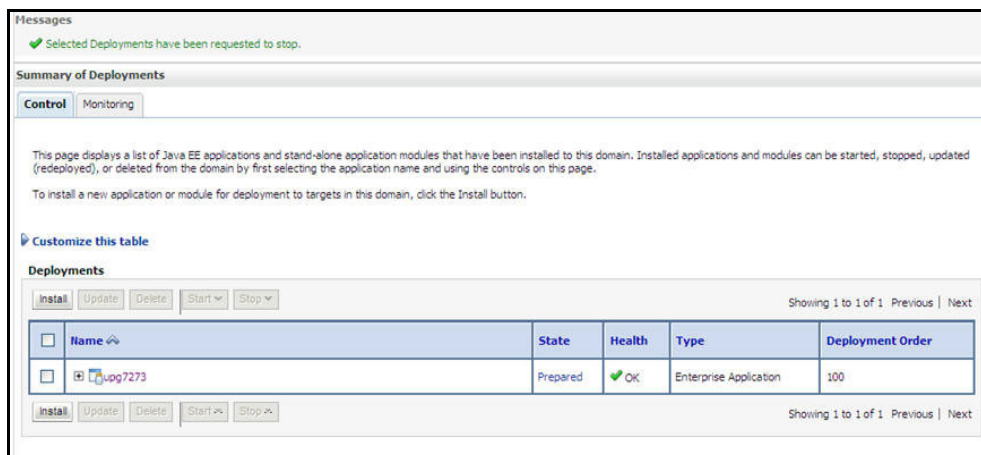 Messages
Selected Deployments have been requested to stop.
Summary of Deployments
Control Monitoring
This page displays a list of Java EE applications and stand-alone application modules that have been installed to this domain. Installed applications and modules can be started, stopped, updated
(redeployed), or deleted from the domain by first selecting the application name and using the controls on this page.
To install a new application or module for deployment to targets in this domain, click the Install button.
Customize this table
Deployments
Install Update Delete Start Stop Showing 1 to 1 of 1 Previous | Next
Name State Health Type Deployment Order
upg7273 Prepared OK Enterprise Application 100
Install Update Delete Start Stop Showing 1 to 1 of 1 Previous | Next